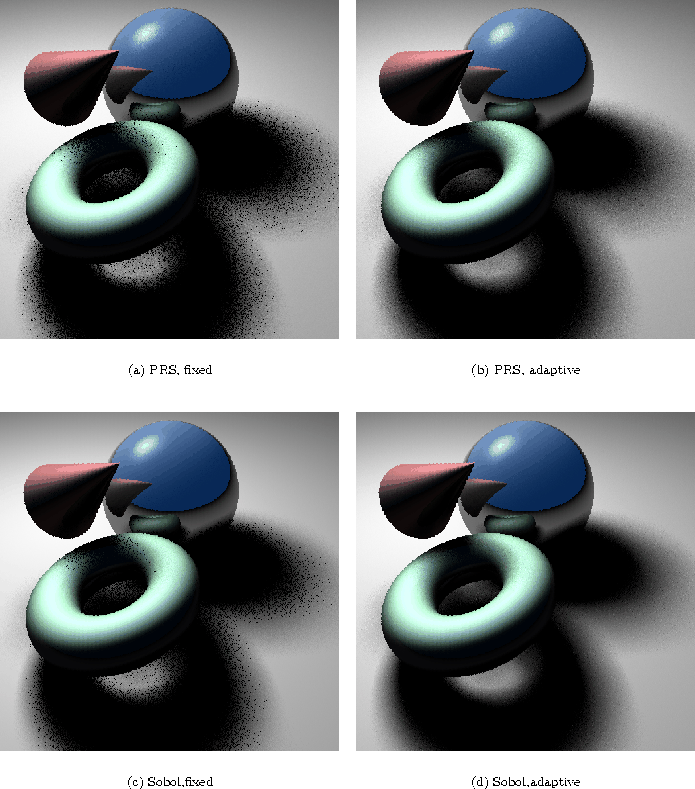 (a) PRS, fixed
(b) PRS, adaptive
(c) Sobol,fixed
(d) Sobol,adaptive